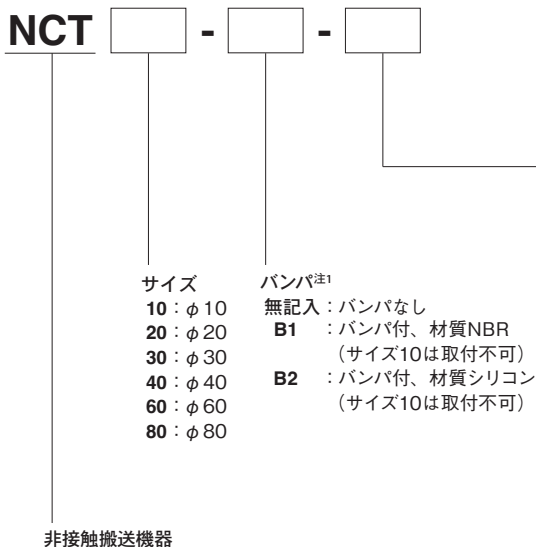 NCT - -
サイズ
10：φ10
20：φ20
30：φ30
40：φ40
60：φ60
80：φ80
バンパ注1
無記入：バンパなし
B1：バンパ付、材質NBR
（サイズ10は取付不可）
B2：バンパ付、材質シリコン
（サイズ10は取付不可）
非接触搬送機器